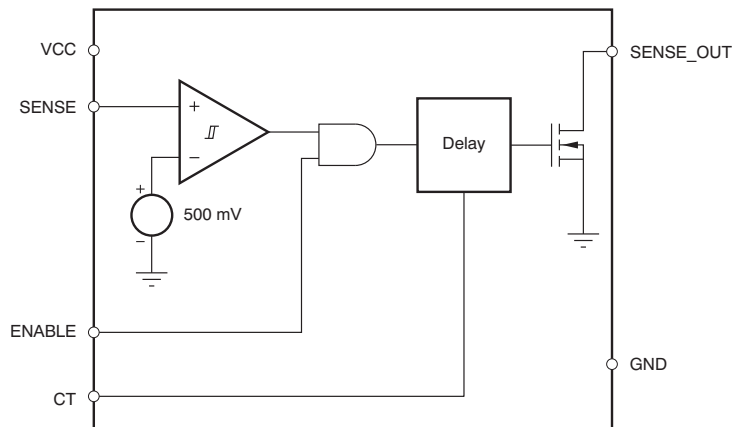 VCC
SENSE_OUT
SENSE
+
−
Delay
+
500 mV
−
ENABLE
GND
CT